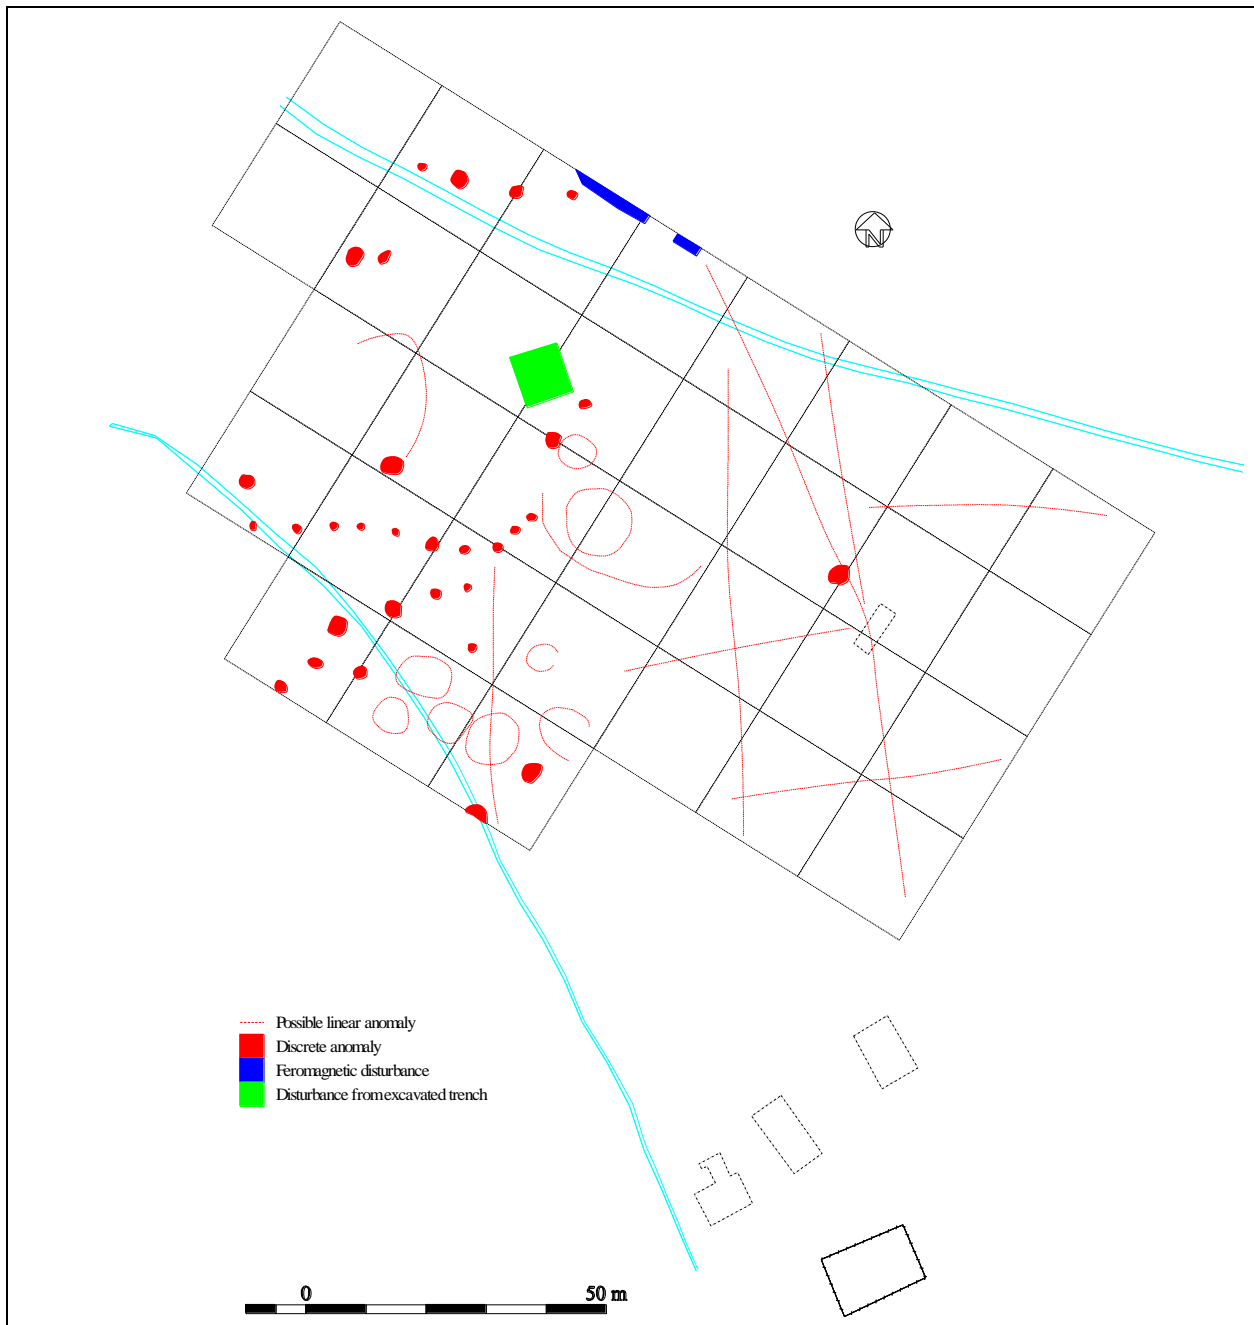 N
Possible linear anomaly
Discrete anomaly
Feromagnetic disturbance
Disturbance from excavated trench
0 50 m